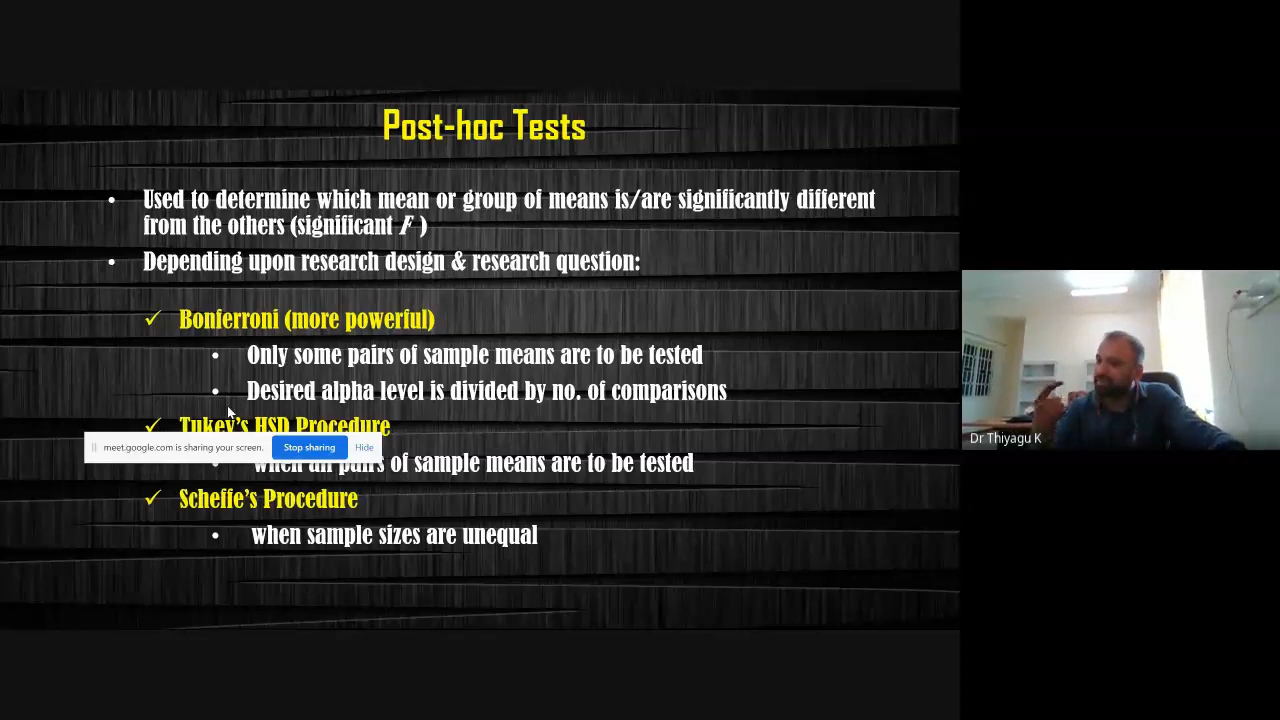 Post-hoc Tests
• Used to determine which mean or group of means is/are significantly different
from the others (significant F )
• Depending upon research design & research question:
✓ Bonferroni (more powerful)
• Only some pairs of sample means are to be tested
• Desired alpha level is divided by no. of comparisons
✓ Tukey's HSD Procedure
meet.google.com is sharing your screen. Stop sharing Hide
• when all pairs of sample means are to be tested
✓ Scheffe's Procedure
• when sample sizes are unequal
Dr Thiyagu K